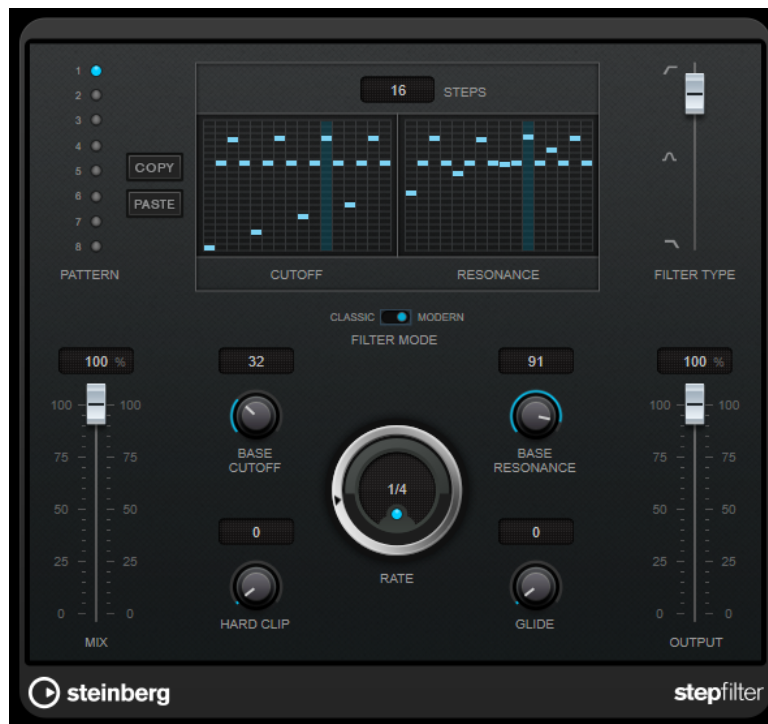 1
2
3
4
5
6
7
8
PATTERN
COPY
PASTE
16 STEPS
CUTOFF RESONANCE
FILTER TYPE
CLASSIC MODERN
FILTER MODE
100 %
32
91
100 %
100 100
75 75
50 50
25 25
0 0
MIX
BASE
CUTOFF
0
HARD CLIP
1/4
RATE
BASE
RESONANCE
0
GLIDE
100 100
75 75
50 50
25 25
0 0
OUTPUT
steinberg
stepfilter